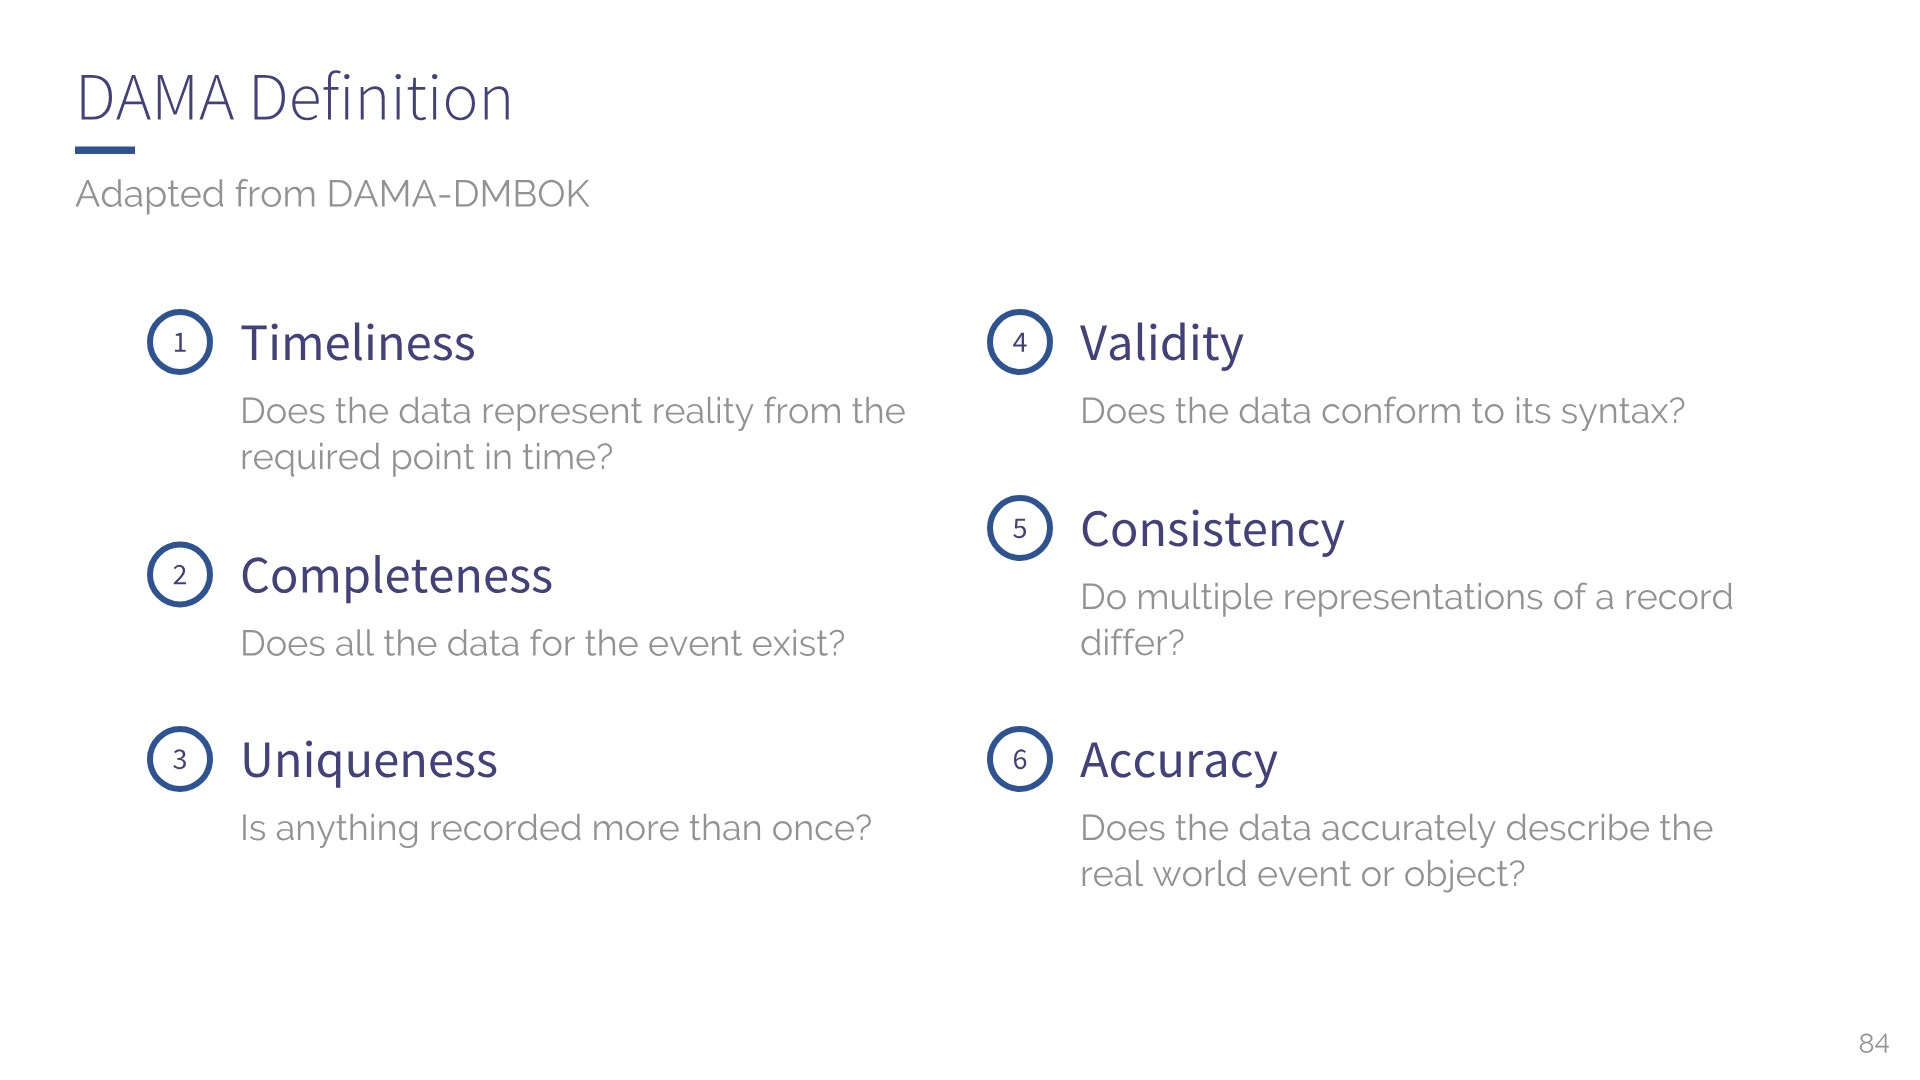 DAMA Definition
Adapted from DAMA-DMBOK
1 Timeliness
Does the data represent reality from the
required point in time?
2 Completeness
Does all the data for the event exist?
3 Uniqueness
Is anything recorded more than once?
4 Validity
Does the data conform to its syntax?
5 Consistency
Do multiple representations of a record
differ?
6 Accuracy
Does the data accurately describe the
real world event or object?
84